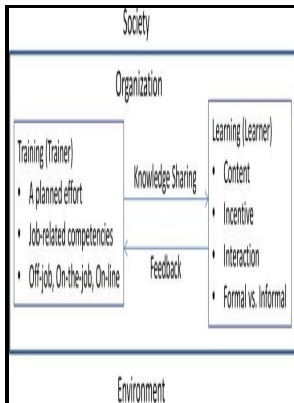 Society
Organization
Training (Trainer)
• A planned effort
• Job-related competencies
• Off-job, On-the-job, On-line
Knowledge Sharing
Feedback
Learning (Learner)
• Content
• Incentive
• Interaction
• Formal vs. Informal
Environment